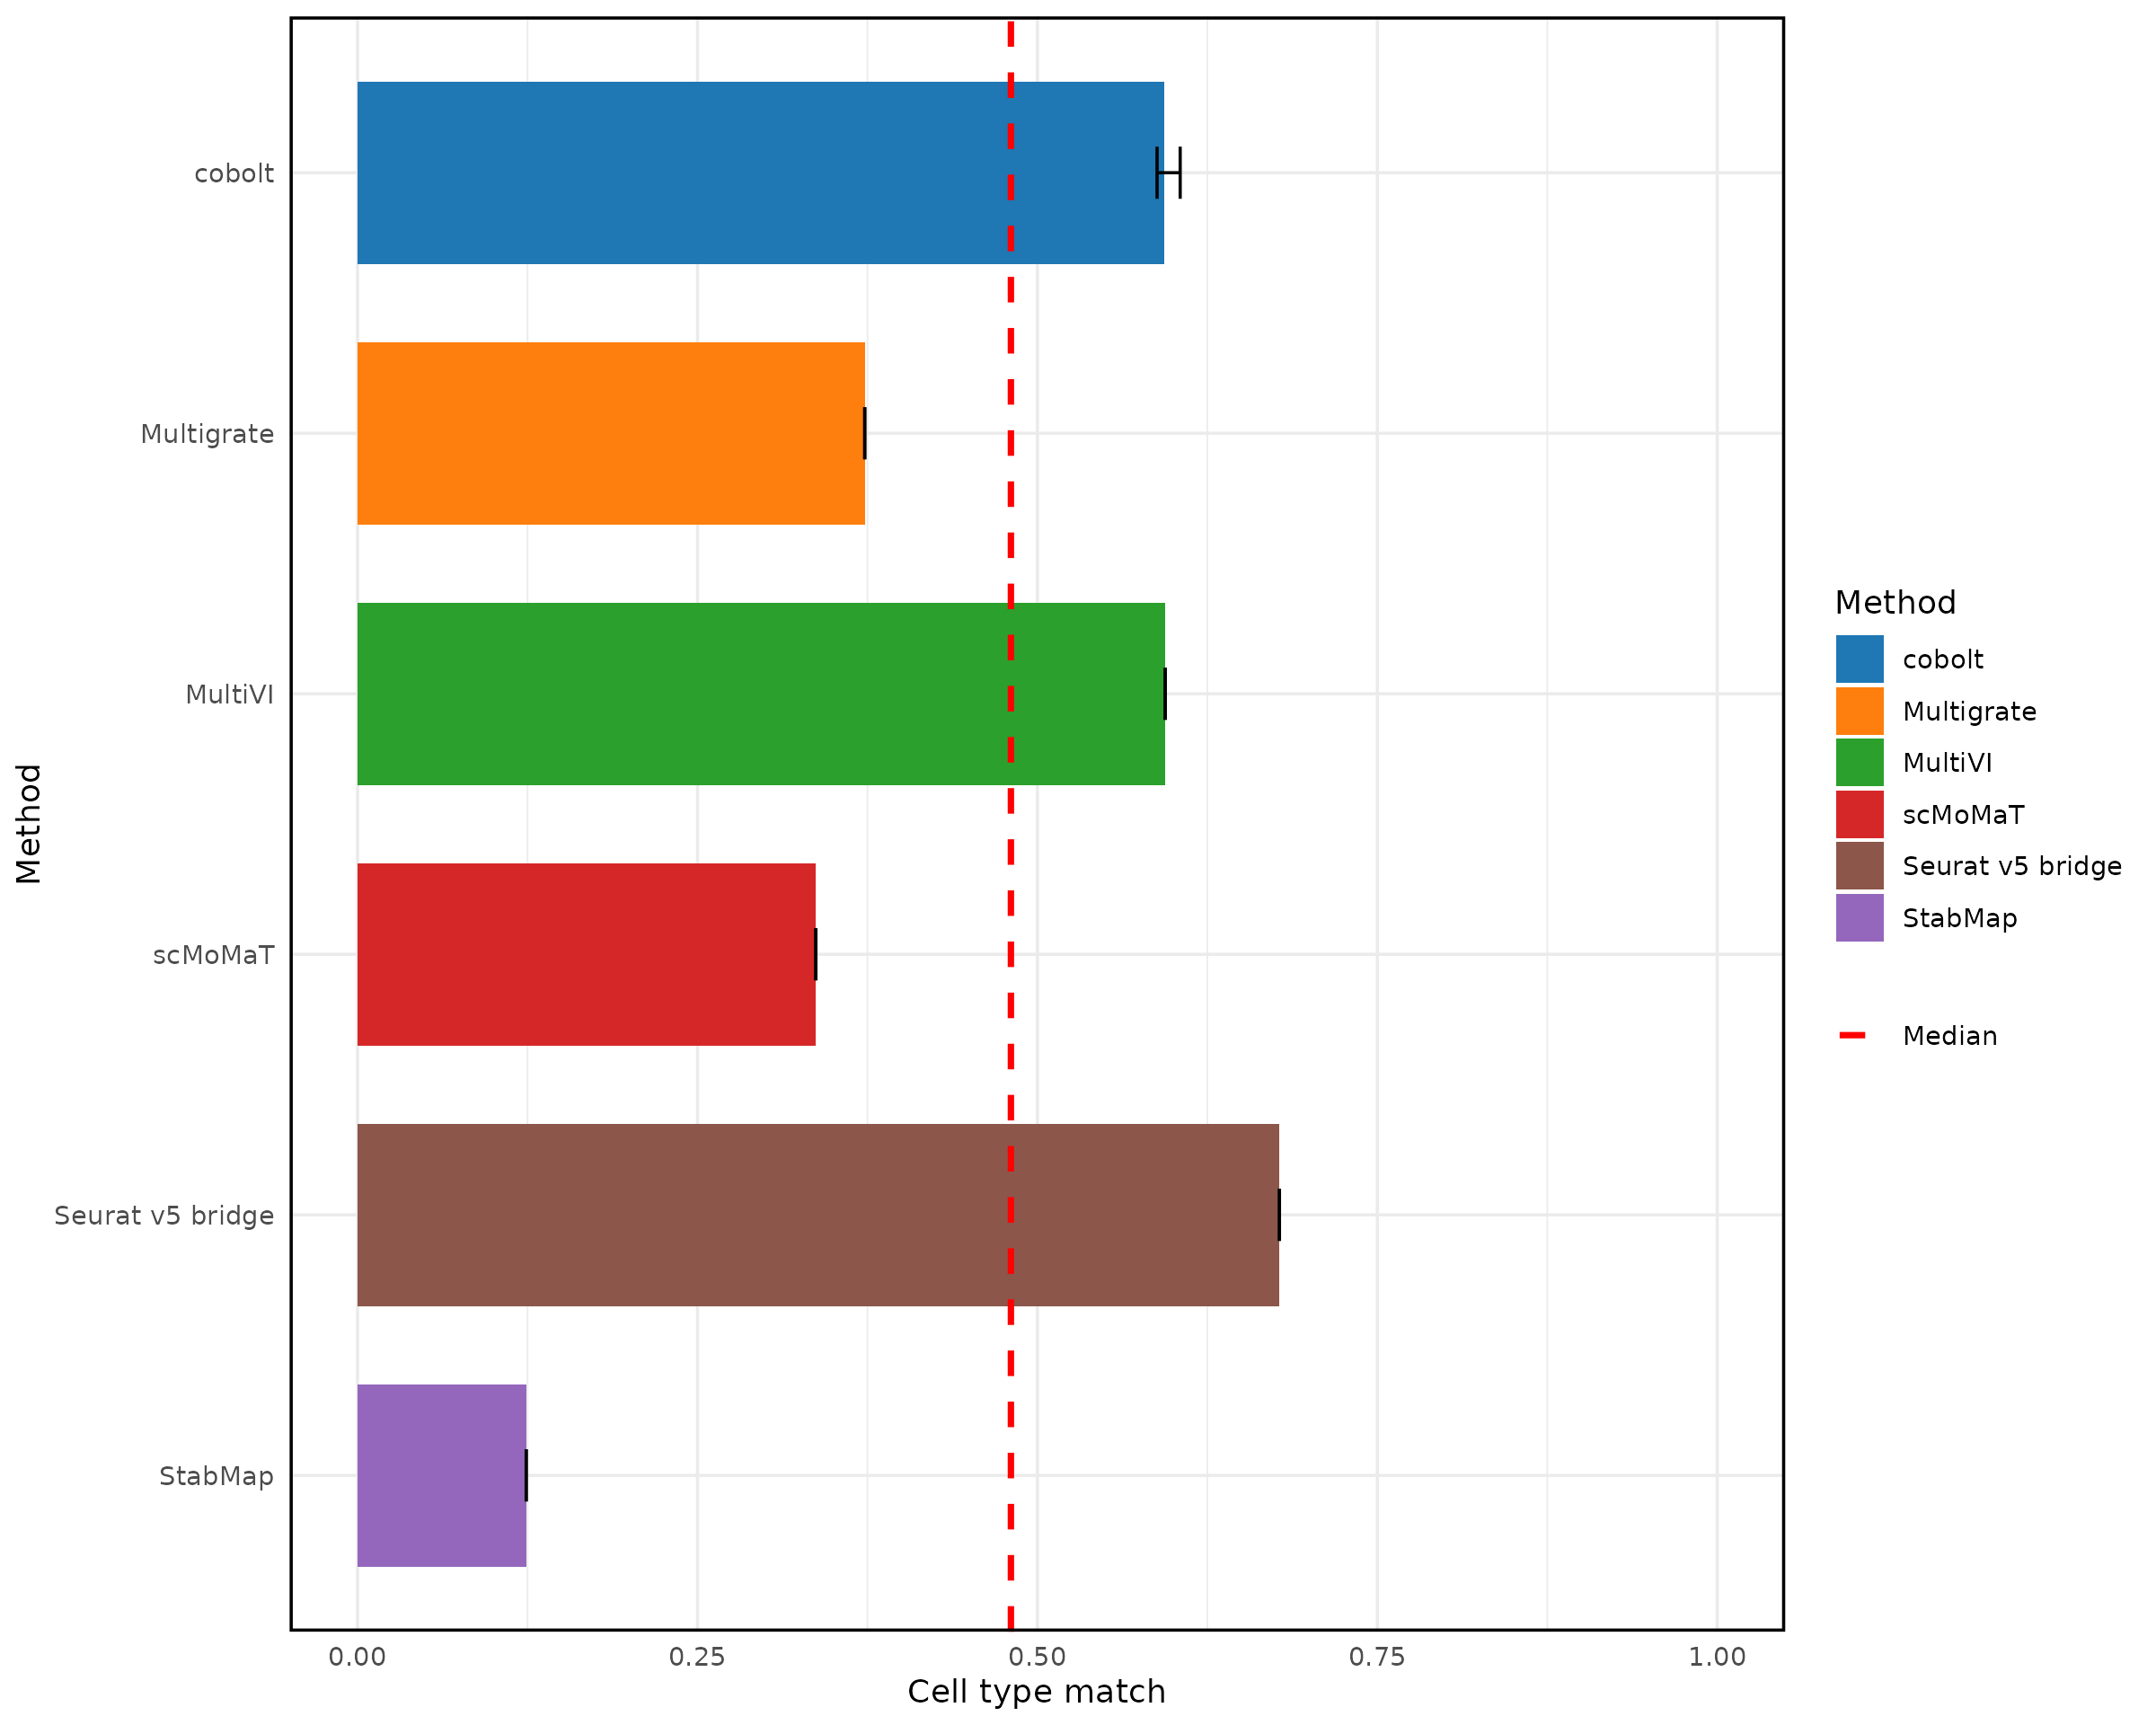 cobolt
Multigrate
MultiVI
scMoMaT
Seurat v5 bridge
StabMap
Method
0.00 0.25 0.50 0.75 1.00
Cell type match
Method
cobolt
Multigrate
MultiVI
scMoMaT
Seurat v5 bridge
StabMap
Median